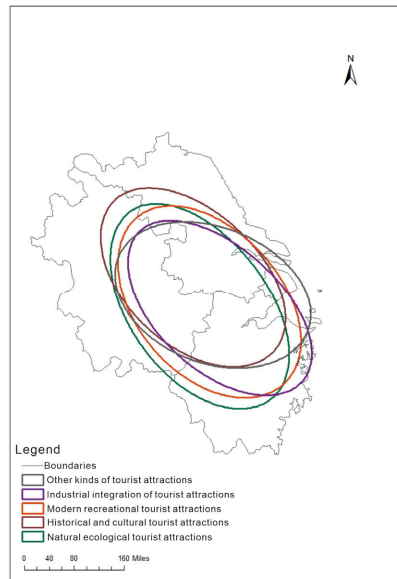 N
Legend
Boundaries
Other kinds of tourist attractions
Industrial integration of tourist attractions
Modern recreational tourist attractions
Historical and cultural tourist attractions
Natural ecological tourist attractions
0 40 80 120 160 Miles